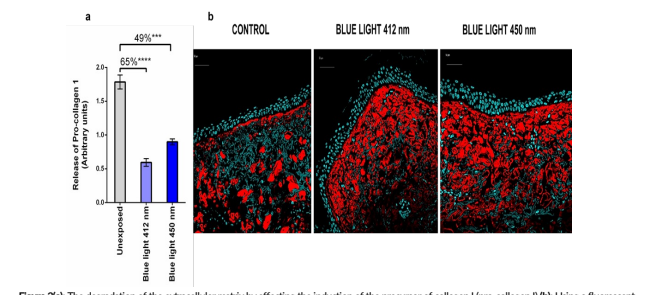 a
b
49%***
65%****
CONTROL
BLUE LIGHT 412 nm
BLUE LIGHT 450 nm
Release of Pro-collagen 1
(Arbitrary units)
2.0
1.5
1.0
0.5
0.0
Unexposed
Blue light 412 nm
Blue light 450 nm